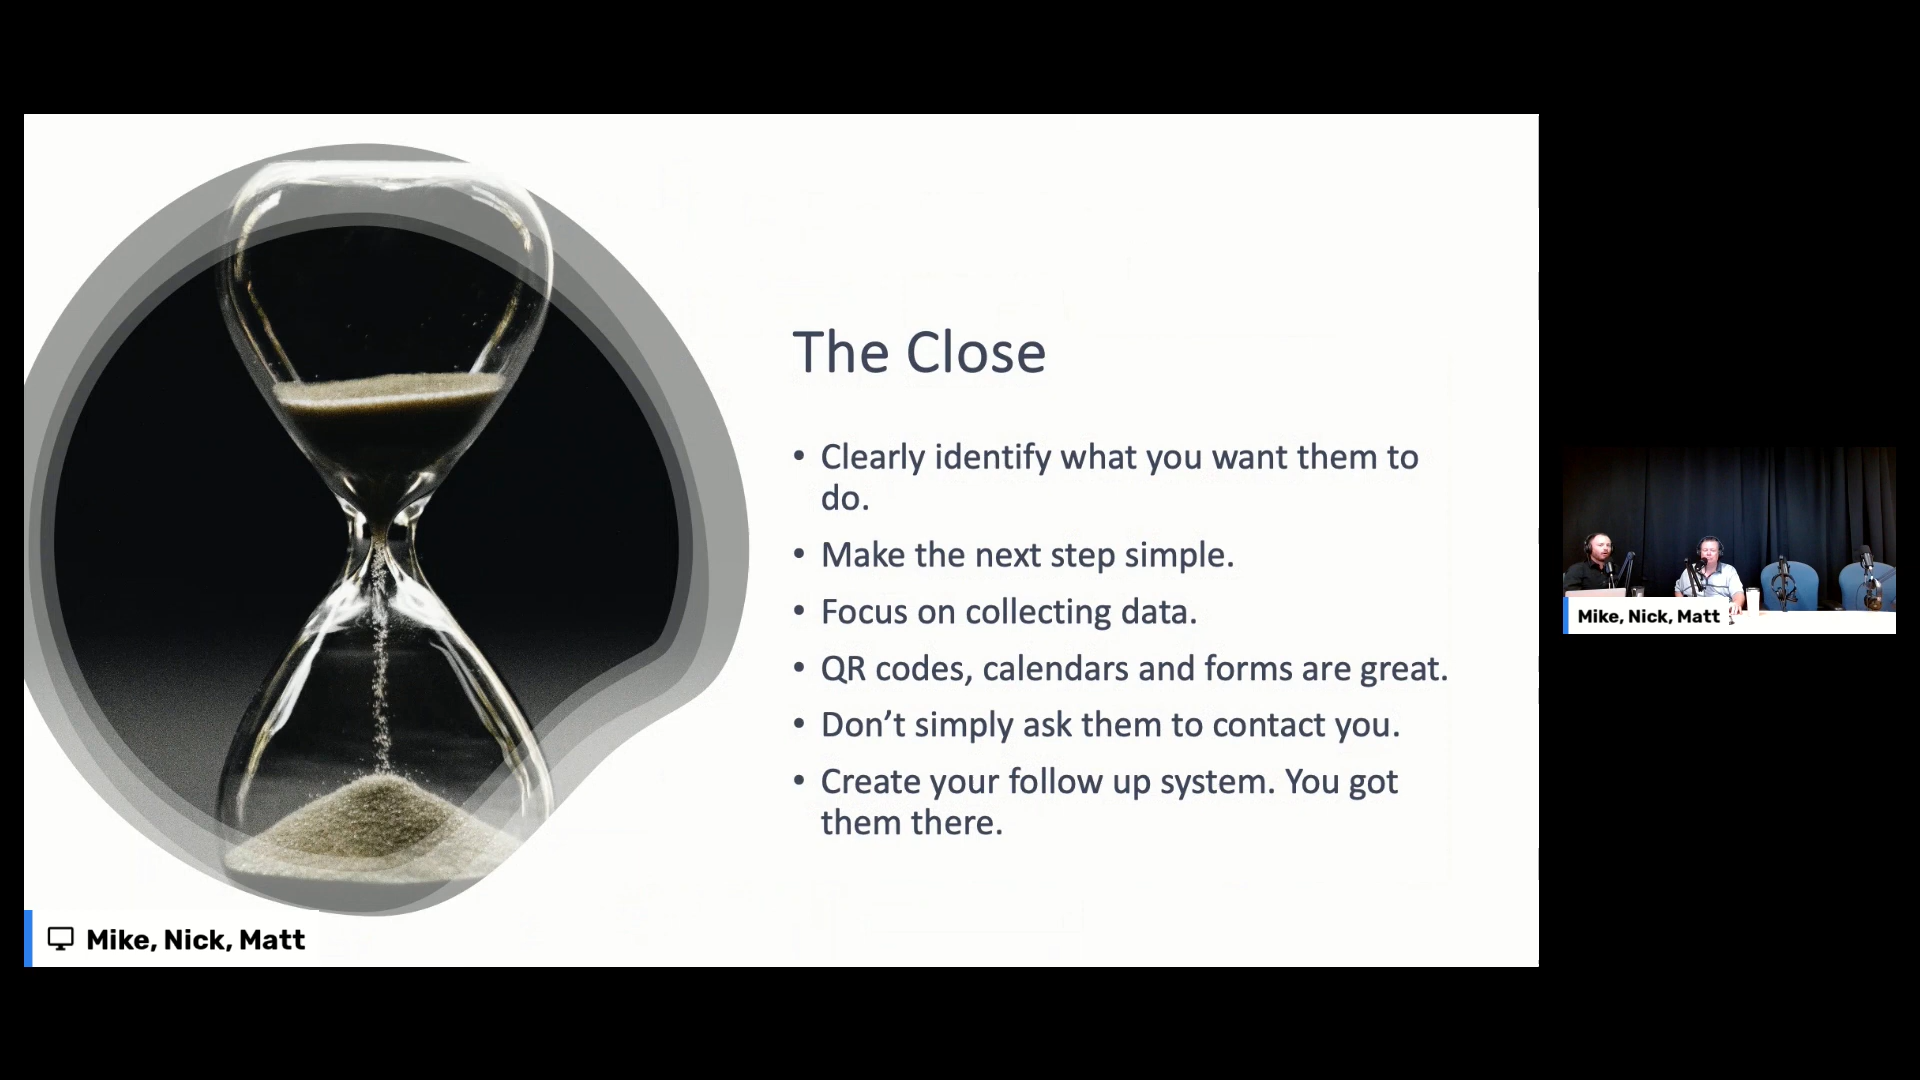 The Close
• Clearly identify what you want them to
do.
• Make the next step simple.
• Focus on collecting data.
• QR codes, calendars and forms are great.
• Don’t simply ask them to contact you.
• Create your follow up system. You got
them there.
Mike, Nick, Matt
Mike, Nick, Matt